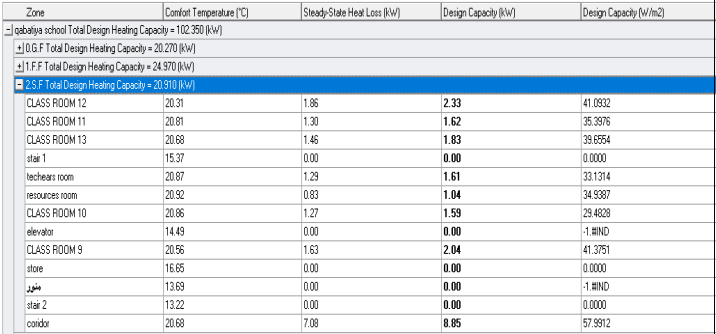 Zone Comfort Temperature (°C) Steady-State Heat Loss (kW) Design Capacity (kW) Design Capacity (W/m2)
qabatiya school Total Design Heating Capacity = 102.350 (kW)
0.G.F Total Design Heating Capacity = 20.270 (kW)
1.F.F Total Design Heating Capacity = 24.970 (kW)
2.S.F Total Design Heating Capacity = 20.910 (kW)
CLASS ROOM 12 20.31 1.86 2.33 41.0932
CLASS ROOM 11 20.81 1.30 1.62 35.3976
CLASS ROOM 13 20.68 1.46 1.83 39.6554
stair 1 15.37 0.00 0.00 0.0000
techears room 20.87 1.29 1.61 33.1314
resources room 20.92 0.83 1.04 34.9387
CLASS ROOM 10 20.86 1.27 1.59 29.4828
elevator 14.49 0.00 0.00 -1.#IND
CLASS ROOM 9 20.56 1.63 2.04 41.3751
store 16.65 0.00 0.00 0.0000
منور 13.69 0.00 0.00 -1.#IND
stair 2 13.22 0.00 0.00 0.0000
coridor 20.68 7.08 8.85 57.9912